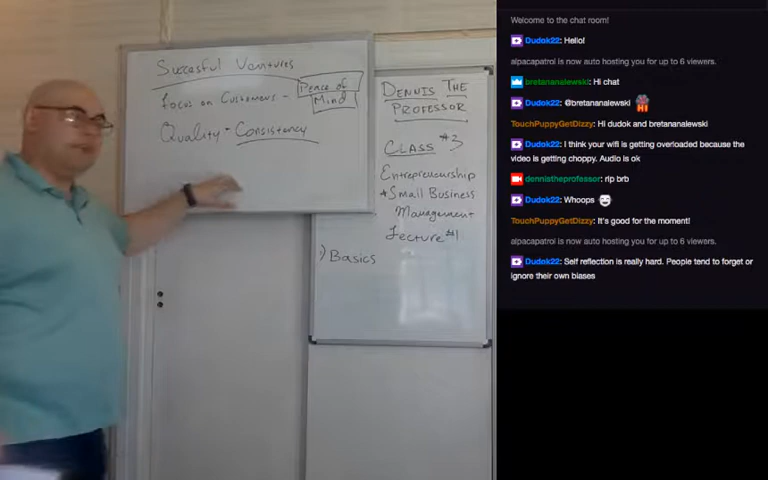 Succesful Ventures
Focus on Customers - Peace of
Mind
Quality - Consistency
DENNIS THE
PROFESSOR
CLASS #3
Entrepreneurship
*Small Business
Management
Lecture #1
1) Basics
Welcome to the chat room!
Dudok22: Hello!
alpacapatrol is now auto hosting you for up to 6 viewers.
bretananalewski: Hi chat
Dudok22: @bretananalewski HI
TouchPuppyGetDizzy: Hi dudok and bretananalewski
Dudok22: I think your wifi is getting overloaded because the
video is getting choppy. Audio is ok
dennistheprofessor: rip brb
Dudok22: Whoops
TouchPuppyGetDizzy: It's good for the moment!
alpacapatrol is now auto hosting you for up to 6 viewers.
Dudok22: Self reflection is really hard. People tend to forget or
ignore their own biases